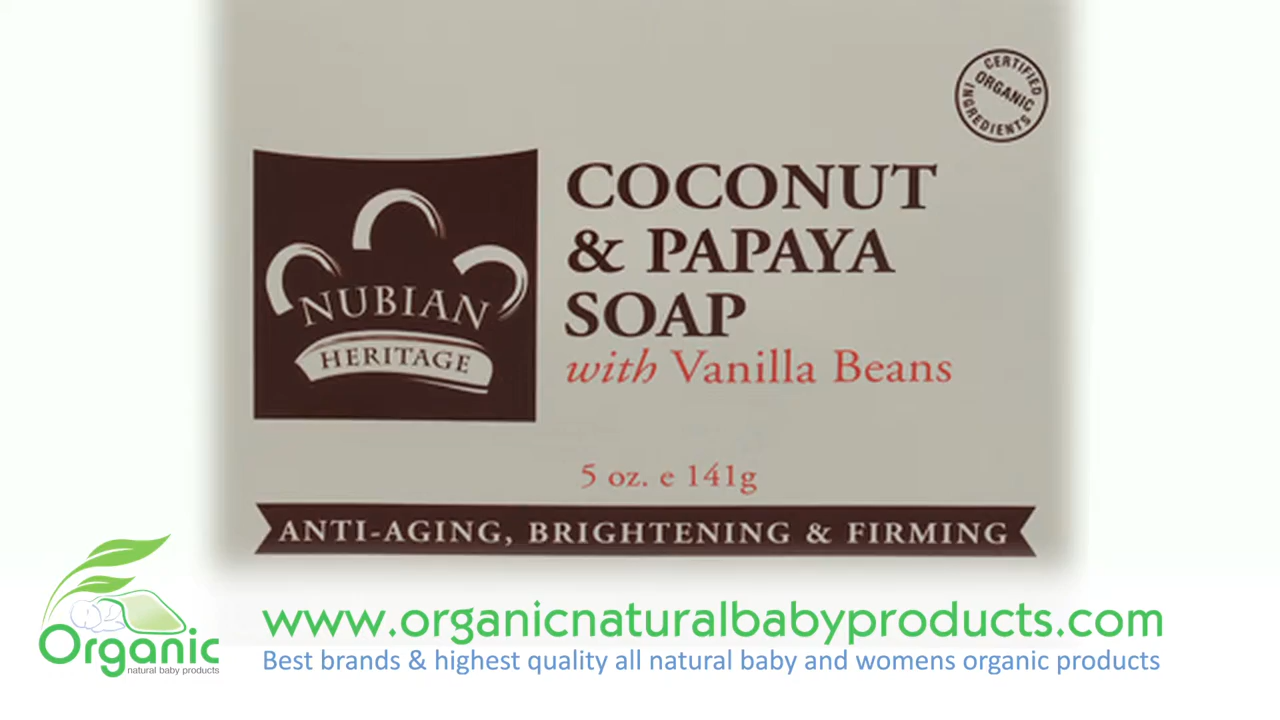 CERTIFIED
ORGANIC
INGREDIENTS
NUBIAN
HERITAGE
COCONUT
& PAPAYA
SOAP
with Vanilla Beans
5 oz. e 141g
ANTI-AGING, BRIGHTENING & FIRMING
Organic
natural baby products
www.organicnaturalbabyproducts.com
Best brands & highest quality all natural baby and womens organic products